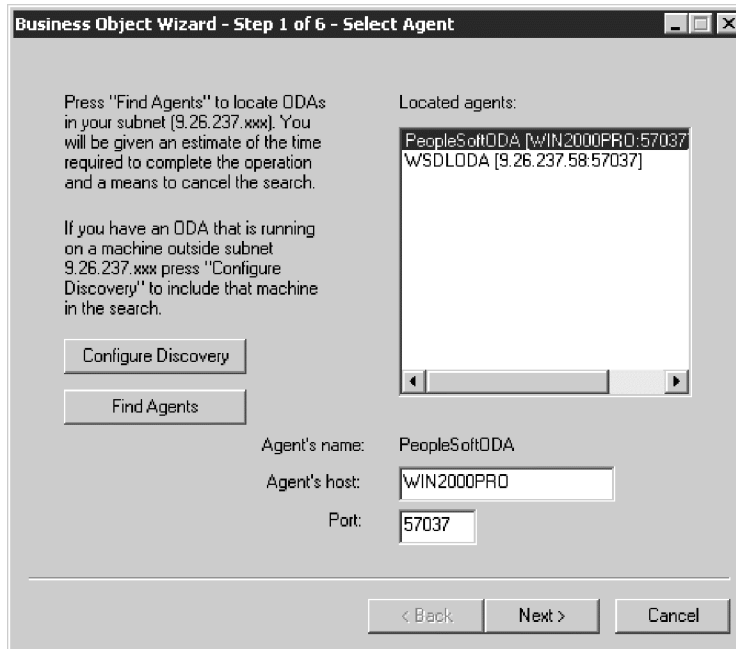 Business Object Wizard - Step 1 of 6 - Select Agent
Press "Find Agents" to locate ODAs
in your subnet (9.26.237.xxx). You
will be given an estimate of the time
required to complete the operation
and a means to cancel the search.
If you have an ODA that is running
on a machine outside subnet
9.26.237.xxx press "Configure
Discovery" to include that machine
in the search.
Configure Discovery
Find Agents
Located agents:
PeopleSoftODA [WIN2000PRO:57037
WSDLODA [9.26.237.58:57037]
Agent's name: PeopleSoftODA
Agent's host: WIN2000PRO
Port: 57037
< Back
Next >
Cancel